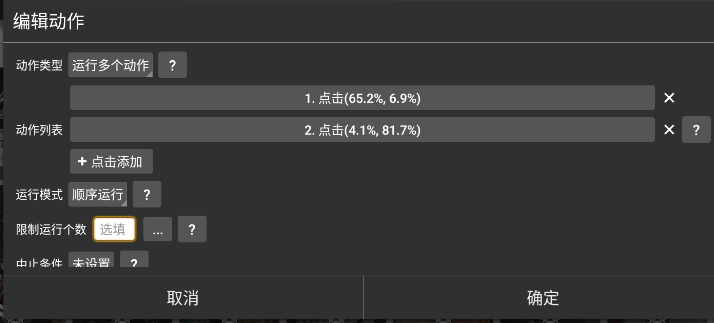 编辑动作
动作类型 运行多个动作 ?
1. 点击(65.2%, 6.9%) ×
动作列表 2. 点击(4.1%, 81.7%) × ?
+ 点击添加
运行模式 顺序运行 ?
限制运行个数 选填 ... ?
中止条件 未设置 ?
取消 确定